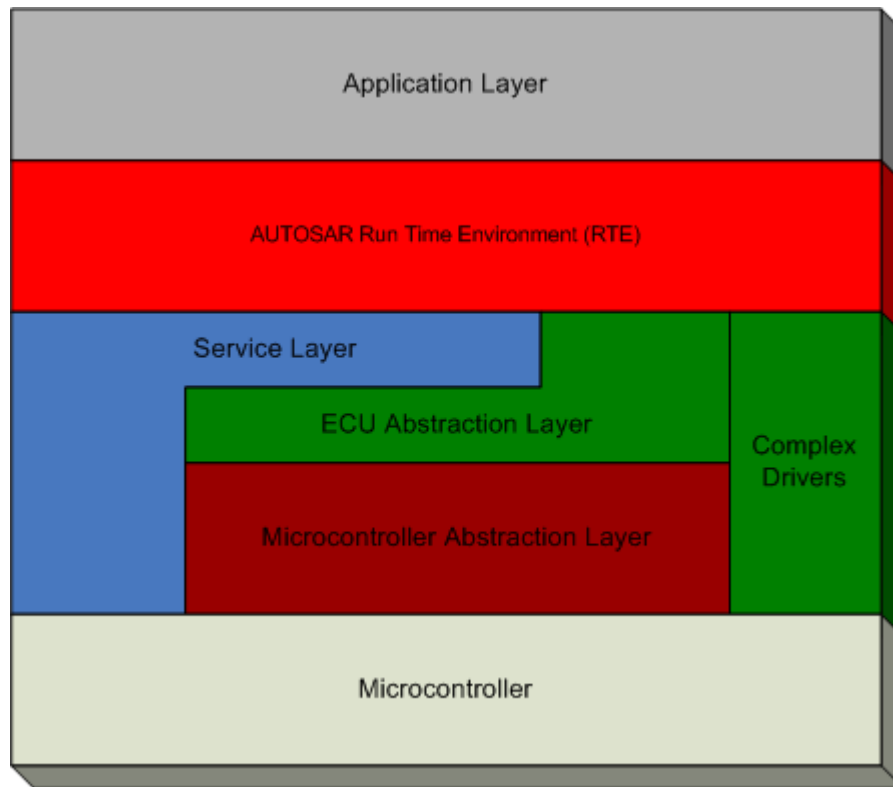 Application Layer
AUTOSAR Run Time Environment (RTE)
Service Layer
ECU Abstraction Layer
Complex
Drivers
Microcontroller Abstraction Layer
Microcontroller